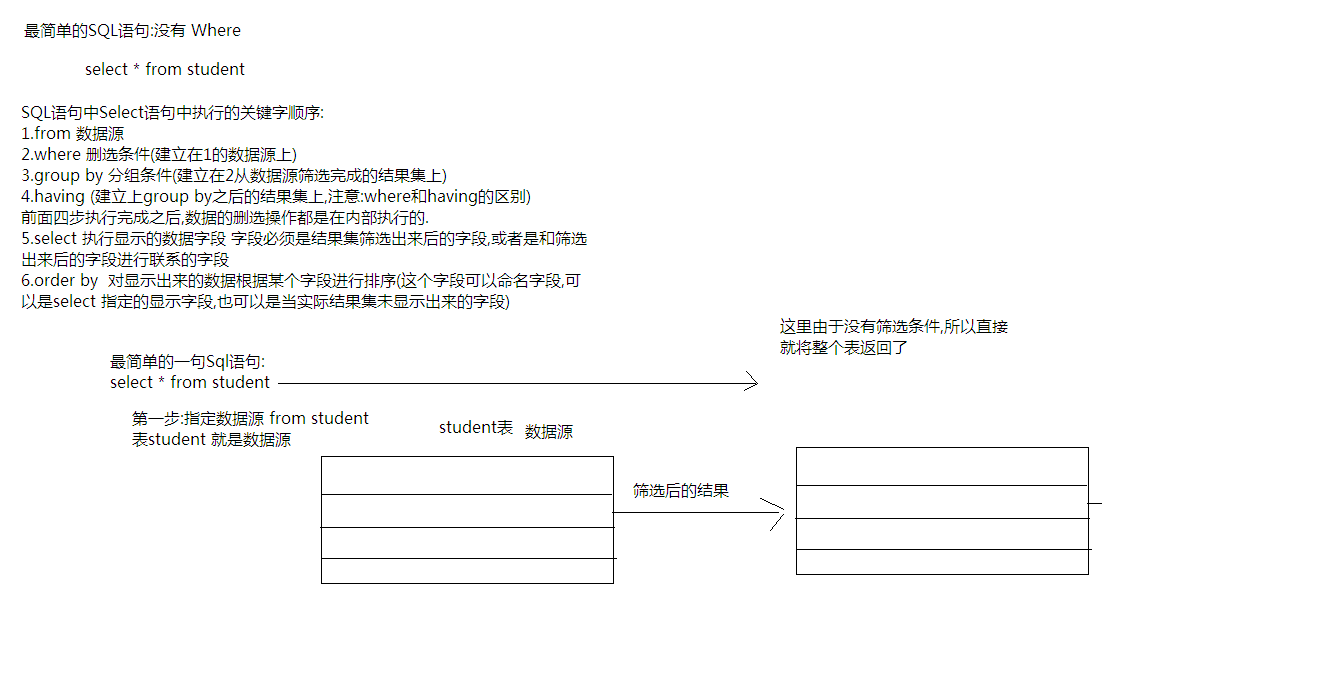 最简单的SQL语句:没有 Where
select * from student
SQL语句中Select语句中执行的关键字顺序:
1.from 数据源
2.where 删选条件(建立在1的数据源上)
3.group by 分组条件(建立在2从数据源筛选完成的结果集上)
4.having (建立上group by之后的结果集上,注意:where和having的区别)
前面四步执行完成之后,数据的删选操作都是在内部执行的.
5.select 执行显示的数据字段 字段必须是结果集筛选出来后的字段,或者是和筛选
出来后的字段进行联系的字段
6.order by  对显示出来的数据根据某个字段进行排序(这个字段可以命名字段,可
以是select 指定的显示字段,也可以是当实际结果集未显示出来的字段)
这里由于没有筛选条件,所以直接
就将整个表返回了
最简单的一句Sql语句:
select * from student
第一步:指定数据源 from student
表student 就是数据源
student表 数据源
筛选后的结果